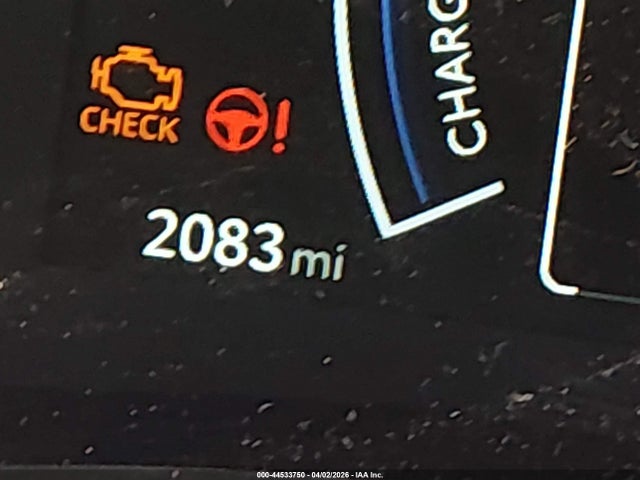 CHARG
CHECK
!
2083 mi
000-44533750 - 04/02/2026 - IAA Inc.